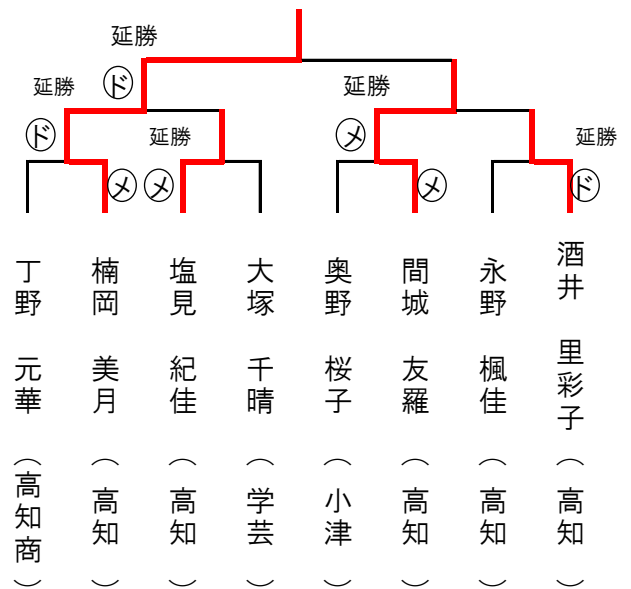 延勝
延勝
ド
延勝
ド
延勝
メ
延勝
メ
メ
メ
ド
丁野 元華 （高知商）
楠岡 美月 （高知）
塩見 紀佳 （高知）
大塚 千晴 （学芸）
奥野 桜子 （小津）
間城 友羅 （高知）
永野 楓佳 （高知）
酒井 里彩子 （高知）